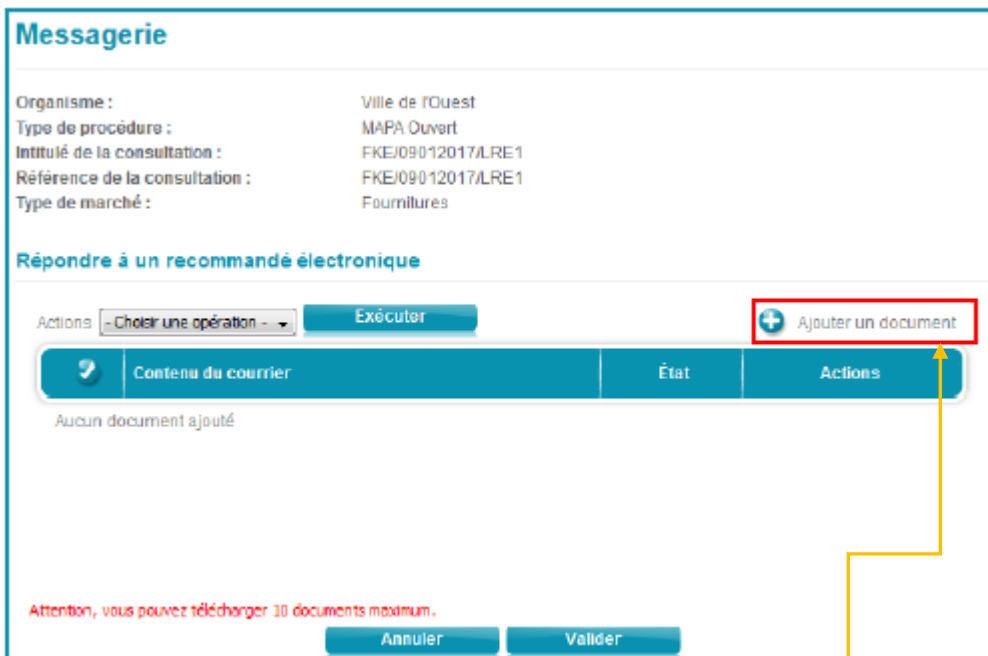 Messagerie
Organisme : Ville de l'Ouest
Type de procédure : MAPA Ouvert
Intitulé de la consultation : FKE/09012017/LRE1
Référence de la consultation : FKE/09012017/LRE1
Type de marché : Fournitures
Répondre à un recommandé électronique
Actions - Choisir une opération - Exécuter Ajouter un document
Contenu du courrier État Actions
Aucun document ajouté
Attention, vous pouvez télécharger 10 documents maximum.
Annuler Valider